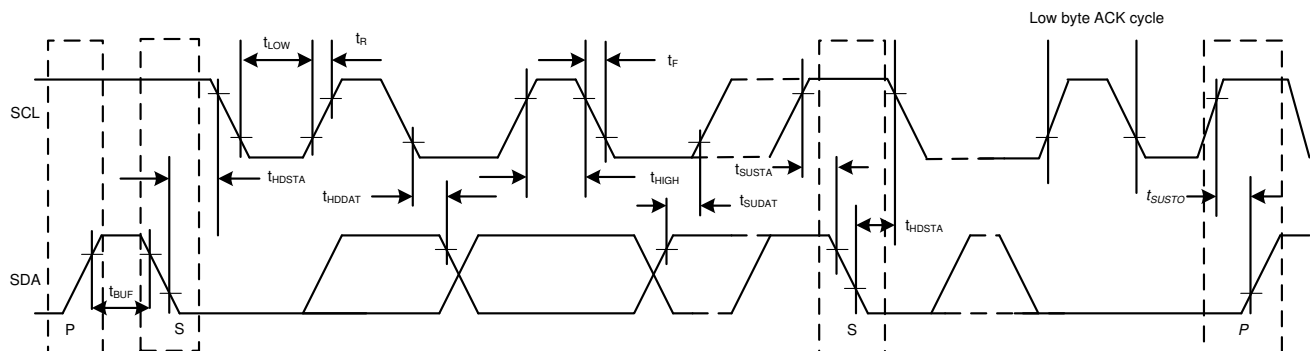 Low byte ACK cycle
tLOW
tR
tF
SCL
tHDSTA
tHDDAT
tHIGH
tSUDAT
tSUSTA
tHDSTA
tSUSTO
SDA
tBUF
P
S
S
P